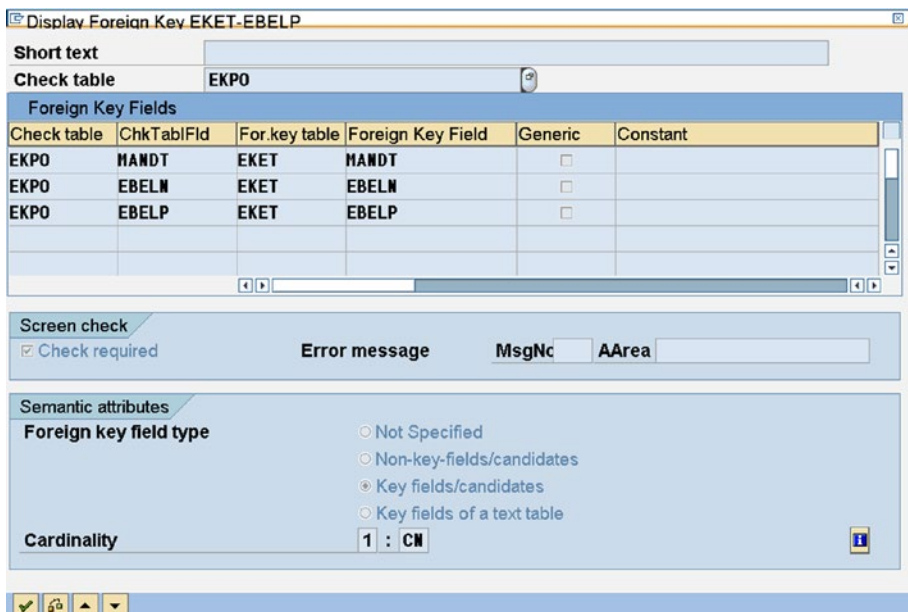 Display Foreign Key EKET-EBELP
Short text
Check table EKPO
Foreign Key Fields
Check table ChkTablFld For.key table Foreign Key Field Generic Constant
EKPO MANDT EKET MANDT
EKPO EBELN EKET EBELN
EKPO EBELP EKET EBELP
Screen check
Check required Error message MsgNo AArea
Semantic attributes
Foreign key field type Not Specified
Non-key-fields/candidates
Key fields/candidates
Key fields of a text table
Cardinality 1 : CN